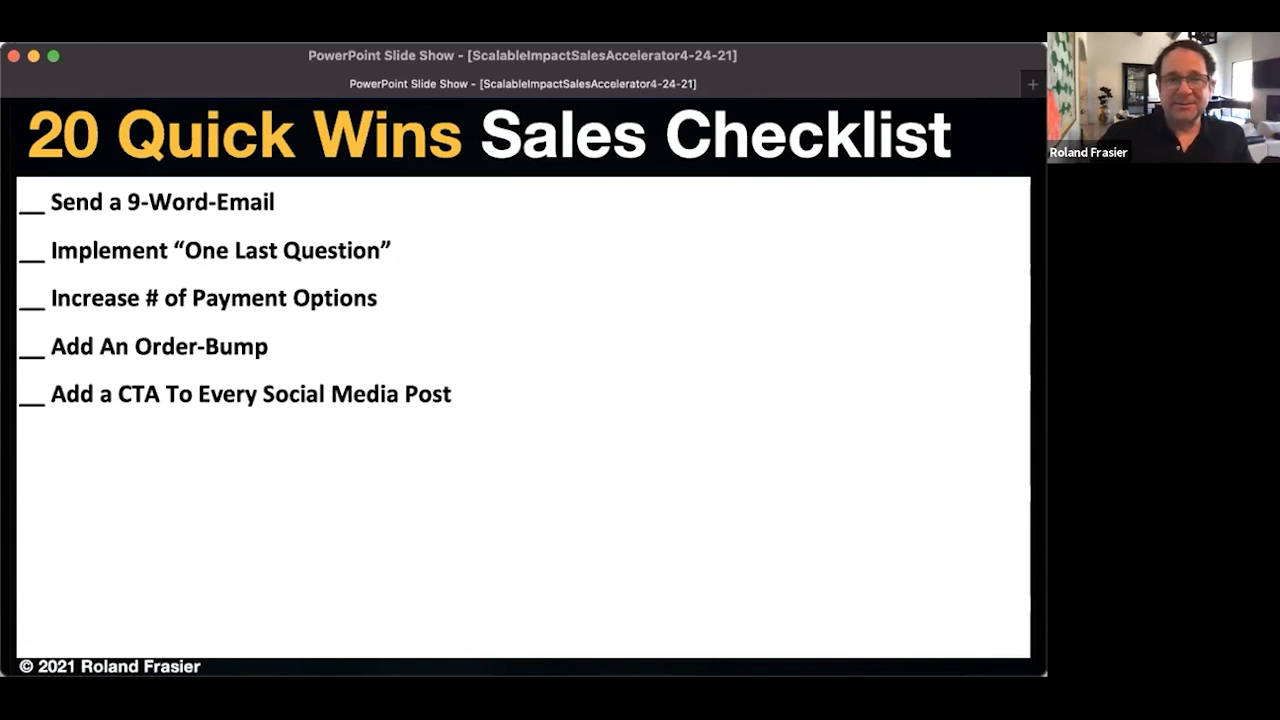 PowerPoint Slide Show - [ScalableImpactSalesAccelerator4-24-21]
PowerPoint Slide Show - [ScalableImpactSalesAccelerator4-24-21]
+
20 Quick Wins Sales Checklist
__ Send a 9-Word-Email
__ Implement “One Last Question”
__ Increase # of Payment Options
__ Add An Order-Bump
__ Add a CTA To Every Social Media Post
© 2021 Roland Frasier
Roland Frasier